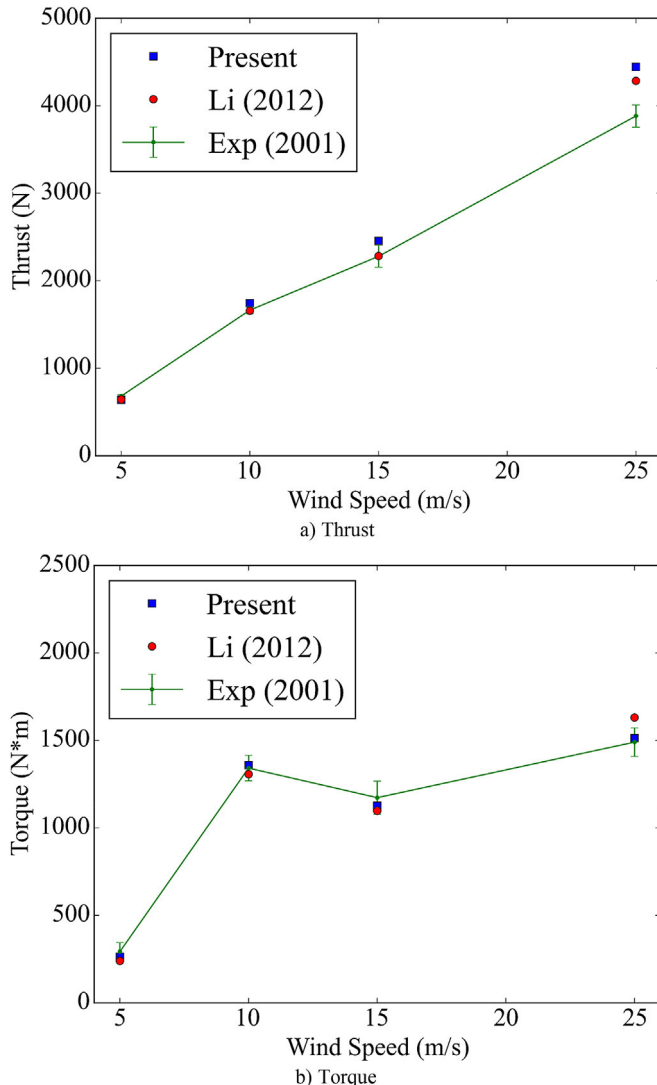 5000
4000
3000
2000
1000
0
Thrust (N)
Present
Li (2012)
Exp (2001)
5 10 15 20 25
Wind Speed (m/s)
a) Thrust
2500
2000
1500
1000
500
0
Torque (N*m)
Present
Li (2012)
Exp (2001)
5 10 15 20 25
Wind Speed (m/s)
b) Torque